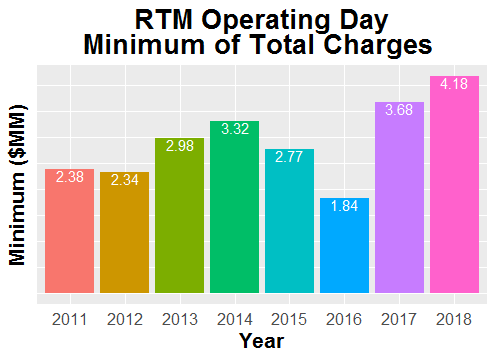 RTM Operating Day
Minimum of Total Charges
Minimum ($MM)
2.38
2.34
2.98
3.32
2.77
1.84
3.68
4.18
2011 2012 2013 2014 2015 2016 2017 2018
Year